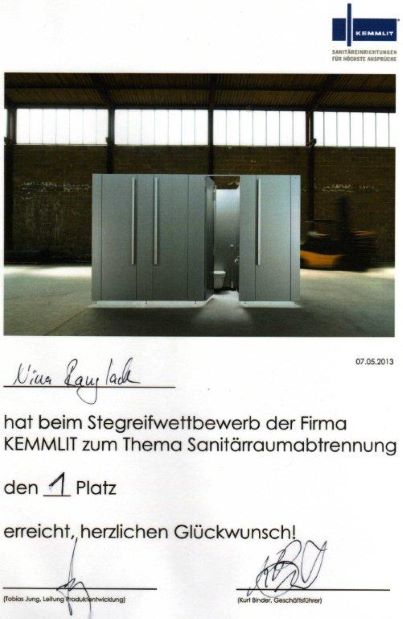 KEMMLIT
SANITÄREINRICHTUNGEN
FÜR HÖCHSTE ANSPRÜCHE
07.05.2013
Nina Ranglack
hat beim Stegreifwettbewerb der Firma
KEMMLIT zum Thema Sanitärraumabtrennung
den 1 Platz
erreicht, herzlichen Glückwunsch!
(Tobias Jung, Leitung Produktentwicklung)
(Kurt Binder, Geschäftsführer)